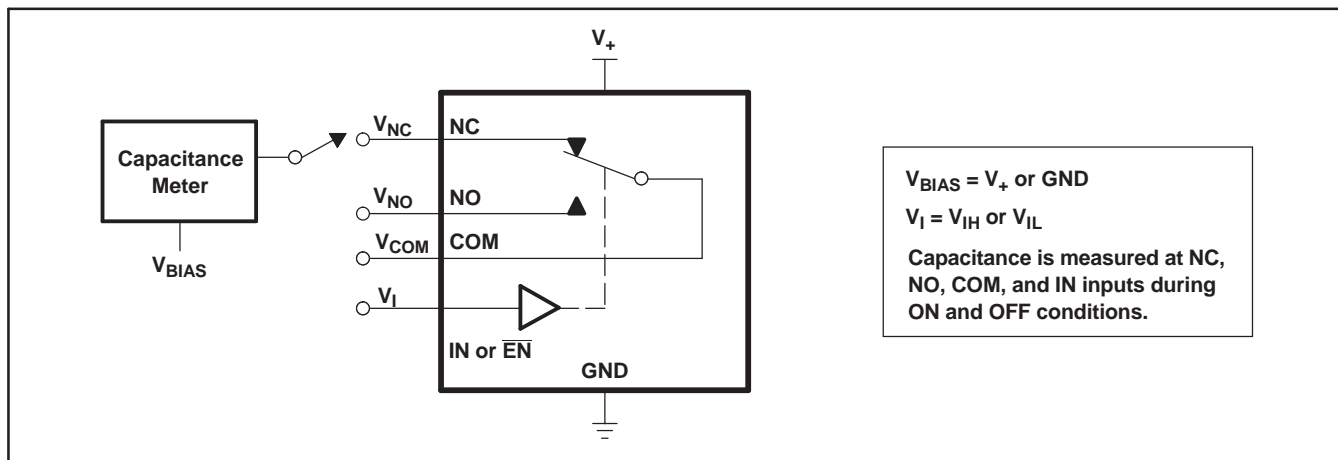 V+
Capacitance
Meter
VBIAS
VNC
NC
VNO
NO
VCOM
COM
VI
IN or E̅N̅
GND
VBIAS = V+ or GND
VI = VIH or VIL
Capacitance is measured at NC,
NO, COM, and IN inputs during
ON and OFF conditions.